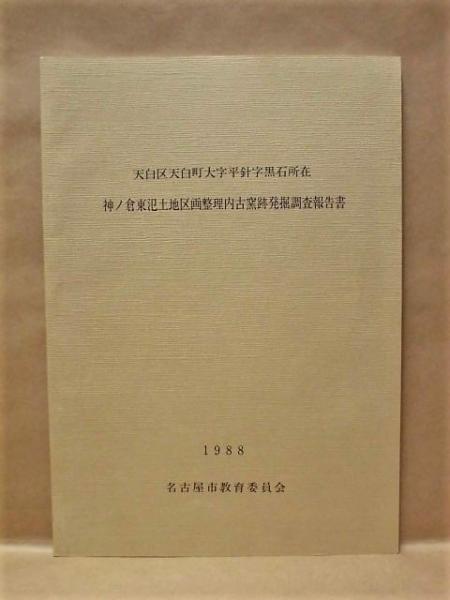 天白区天白町大字平針字黒石所在
神ノ倉東汜土地区画整理内古窯跡発掘調査報告書
1988
名古屋市教育委員会